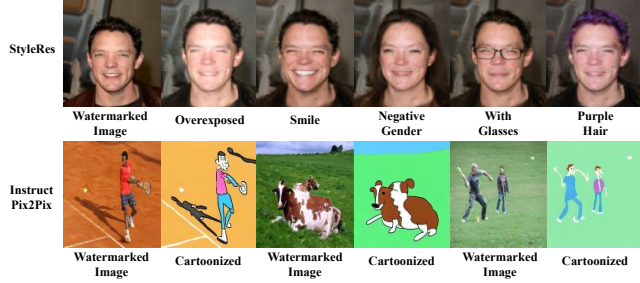 StyleRes
Watermarked
Image
Overexposed
Smile
Negative
Gender
With
Glasses
Purple
Hair
Instruct
Pix2Pix
Watermarked
Image
Cartoonized
Watermarked
Image
Cartoonized
Watermarked
Image
Cartoonized